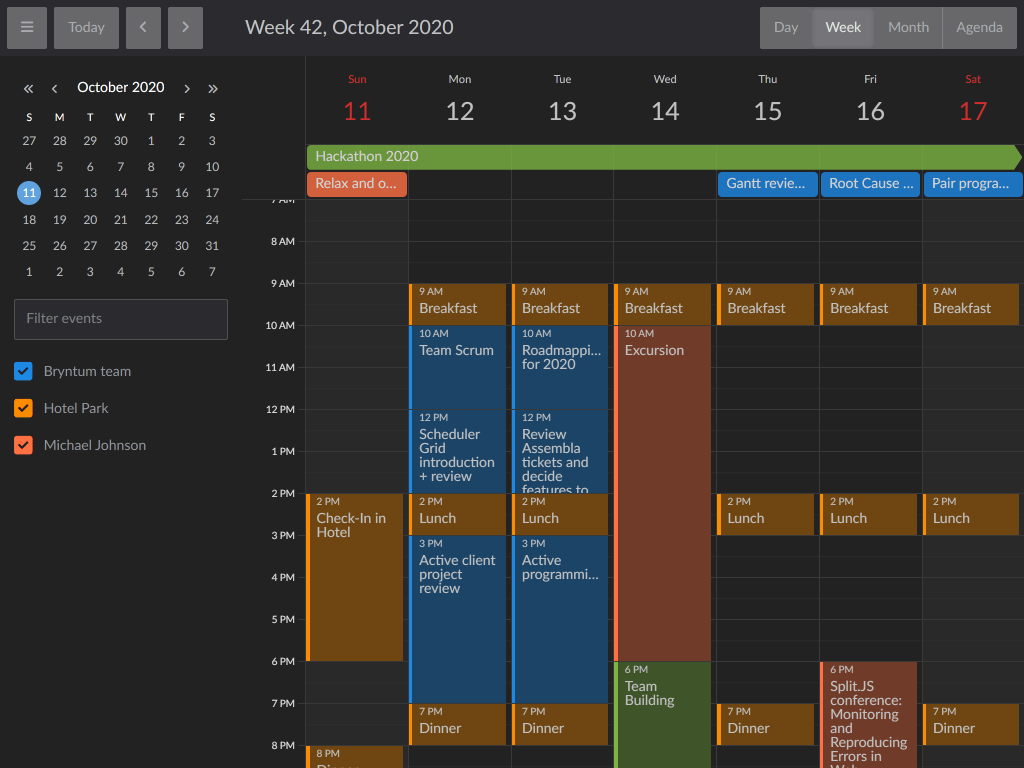 Today
Week 42, October 2020
Day Week Month Agenda
October 2020
S M T W T F S
27 28 29 30 1 2 3
4 5 6 7 8 9 10
11 12 13 14 15 16 17
18 19 20 21 22 23 24
25 26 27 28 29 30 31
1 2 3 4 5 6 7
Filter events
Bryntum team
Hotel Park
Michael Johnson
Sun Mon Tue Wed Thu Fri Sat
11 12 13 14 15 16 17
Hackathon 2020
Relax and o... Gantt revie... Root Cause ... Pair progra...
7 AM
8 AM
9 AM
10 AM
11 AM
12 PM
1 PM
2 PM
3 PM
4 PM
5 PM
6 PM
7 PM
8 PM
2 PM
Check-In in
Hotel
8 PM
Dinner
9 AM
Breakfast
10 AM
Team Scrum
12 PM
Scheduler
Grid
introduction
+ review
2 PM
Lunch
3 PM
Active client
project
review
7 PM
Dinner
9 AM
Breakfast
10 AM
Roadmappi...
for 2020
12 PM
Review
Assembla
tickets and
decide
features to
2 PM
Lunch
3 PM
Active
programmi...
7 PM
Dinner
9 AM
Breakfast
10 AM
Excursion
6 PM
Team
Building
9 AM
Breakfast
2 PM
Lunch
7 PM
Dinner
9 AM
Breakfast
2 PM
Lunch
6 PM
Split.JS
conference:
Monitoring
and
Reproducing
Errors in
Web
9 AM
Breakfast
2 PM
Lunch
7 PM
Dinner